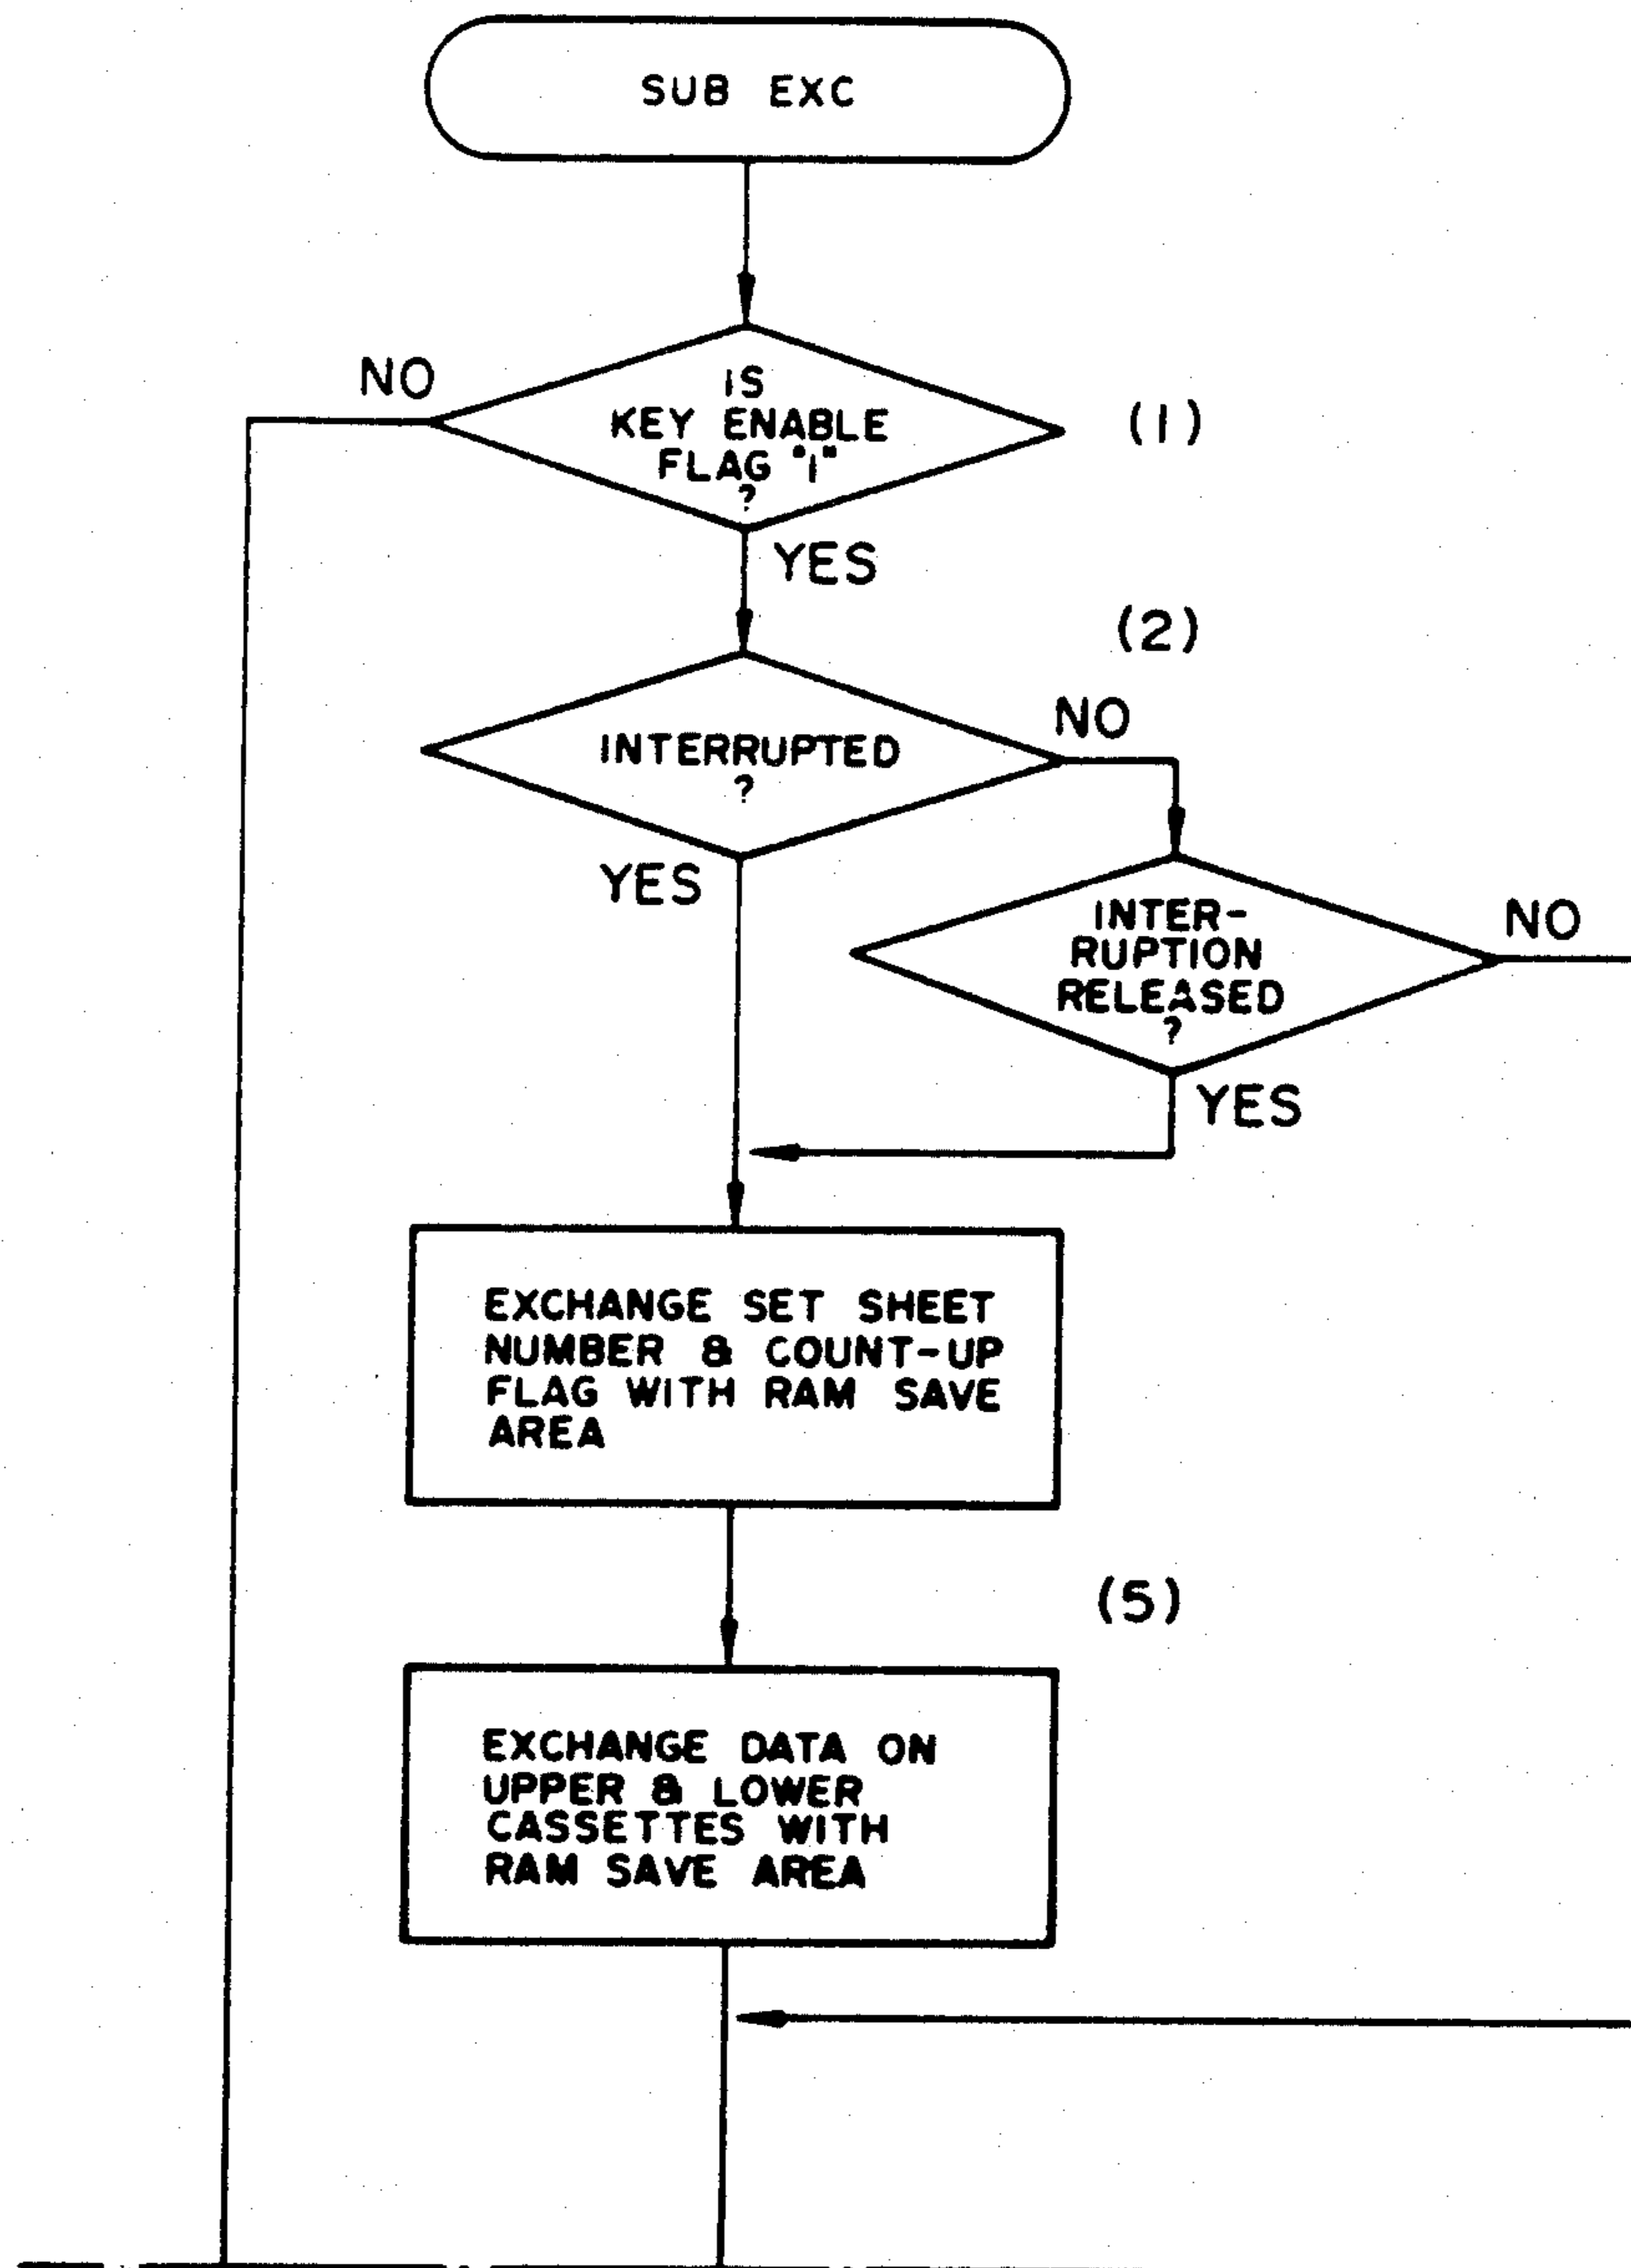 SUB EXC
NO
IS
KEY ENABLE
FLAG "1"
?
(1)
YES
(2)
INTERRUPTED
?
NO
YES
INTER-
RUPTION
RELEASED
?
NO
YES
EXCHANGE SET SHEET
NUMBER & COUNT-UP
FLAG WITH RAM SAVE
AREA
(5)
EXCHANGE DATA ON
UPPER & LOWER
CASSETTES WITH
RAM SAVE AREA